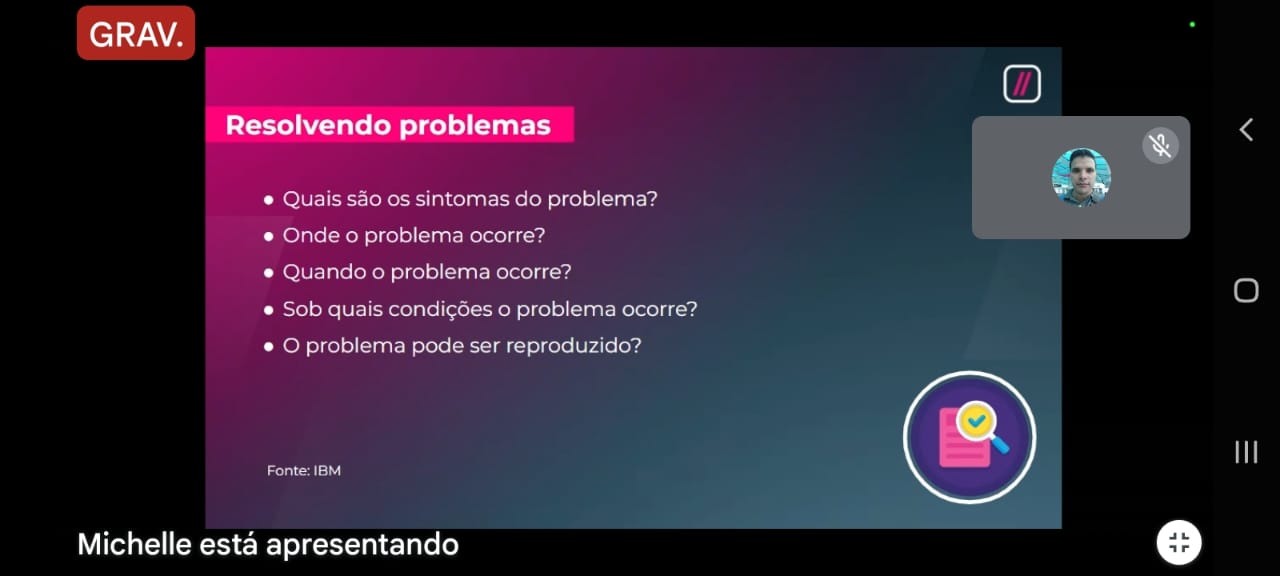 GRAV.
Resolvendo problemas
● Quais são os sintomas do problema?
● Onde o problema ocorre?
● Quando o problema ocorre?
● Sob quais condições o problema ocorre?
● O problema pode ser reproduzido?
Fonte: IBM
Michelle está apresentando